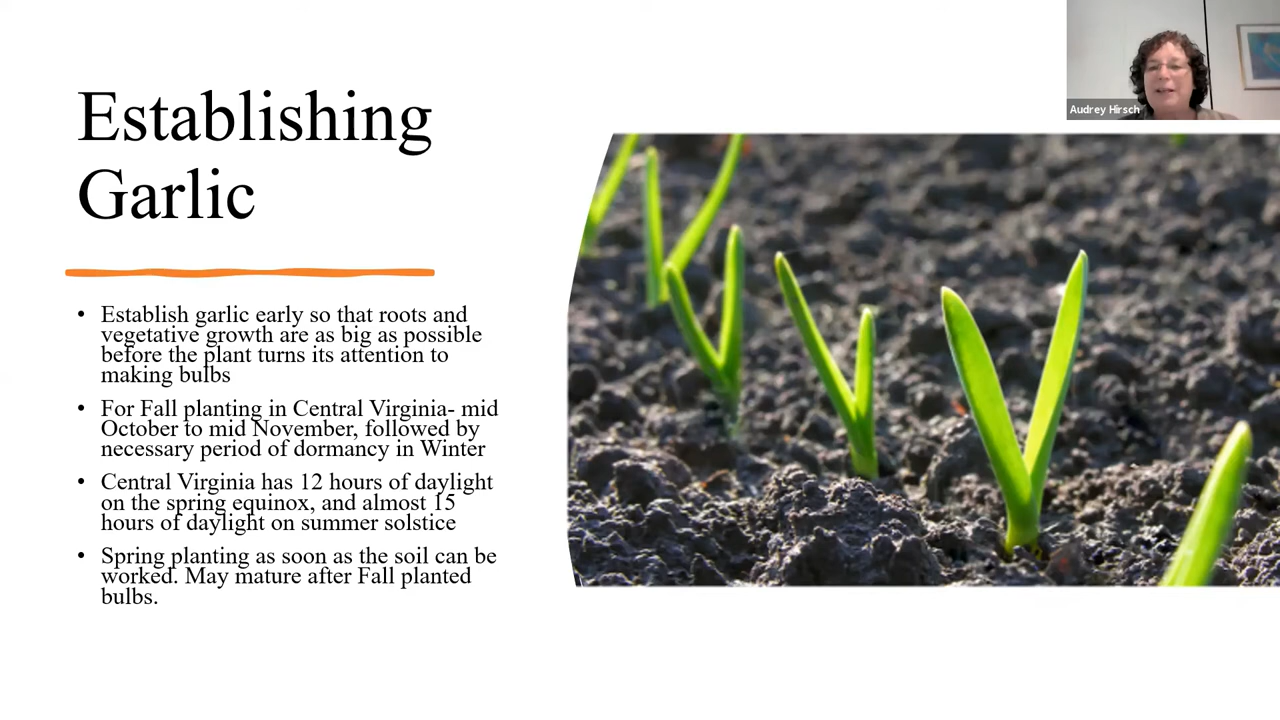 Audrey Hirsch
Establishing
Garlic
• Establish garlic early so that roots and
vegetative growth are as big as possible
before the plant turns its attention to
making bulbs
• For Fall planting in Central Virginia- mid
October to mid November, followed by
necessary period of dormancy in Winter
• Central Virginia has 12 hours of daylight
on the spring equinox, and almost 15
hours of daylight on summer solstice
• Spring planting as soon as the soil can be
worked. May mature after Fall planted
bulbs.